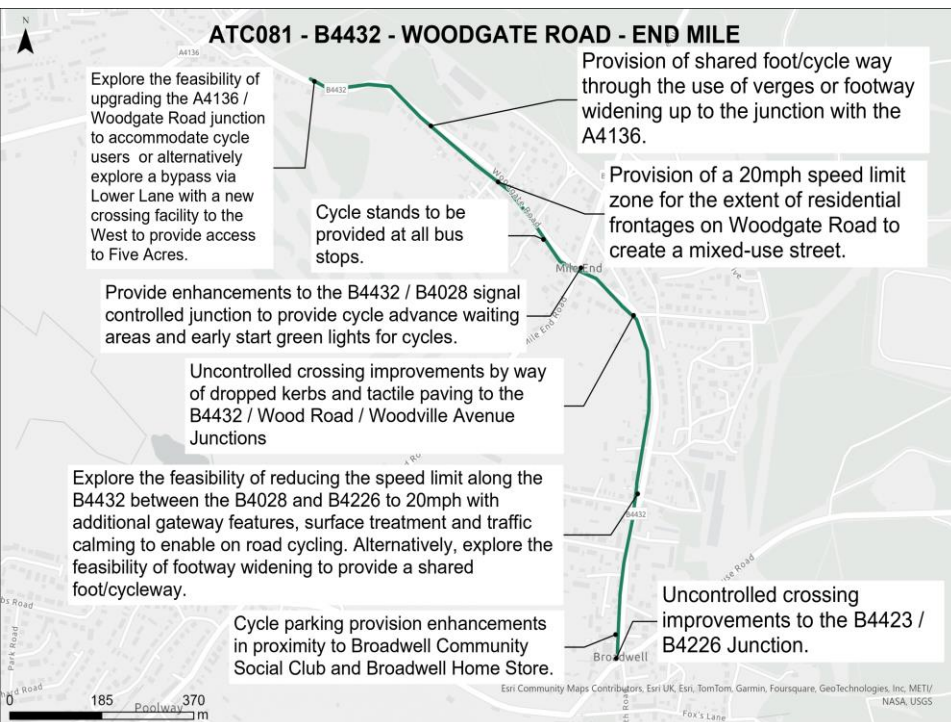 N
ATC081 - B4432 - WOODGATE ROAD - END MILE
A4136
B4432
Explore the feasibility of
upgrading the A4136 /
Woodgate Road junction
to accommodate cycle
users or alternatively
explore a bypass via
Lower Lane with a new
crossing facility to the
West to provide access
to Five Acres.
Provision of shared foot/cycle way
through the use of verges or footway
widening up to the junction with the
A4136.
Woodgate Road
Provision of a 20mph speed limit
zone for the extent of residential
frontages on Woodgate Road to
create a mixed-use street.
Cycle stands to be
provided at all bus
stops.
Mile End
Mile End Road
Provide enhancements to the B4432 / B4028 signal
controlled junction to provide cycle advance waiting
areas and early start green lights for cycles.
Uncontrolled crossing improvements by way
of dropped kerbs and tactile paving to the
B4432 / Wood Road / Woodville Avenue
Junctions
Explore the feasibility of reducing the speed limit along the
B4432 between the B4028 and B4226 to 20mph with
additional gateway features, surface treatment and traffic
calming to enable on road cycling. Alternatively, explore the
feasibility of footway widening to provide a shared
foot/cycleway.
B4432
use Road
bs Road
Park Road
Cycle parking provision enhancements
in proximity to Broadwell Community
Social Club and Broadwell Home Store.
Uncontrolled crossing
improvements to the B4423 /
B4226 Junction.
Broadwell
Esri Community Maps Contributors, Esri UK, Esri, TomTom, Garmin, Foursquare, GeoTechnologies, Inc, METI/
NASA, USGS
hard Road
Poolway
Fox's Lane
0 185 370
m